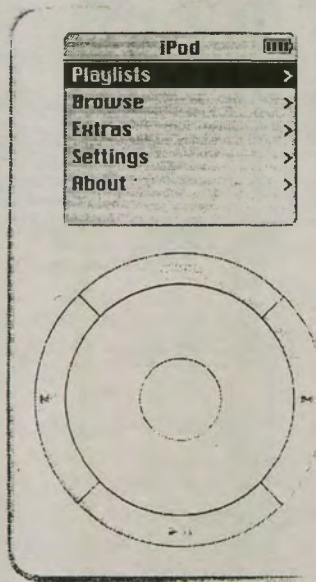 iPod
Playlists >
Browse >
Extras >
Settings >
About >